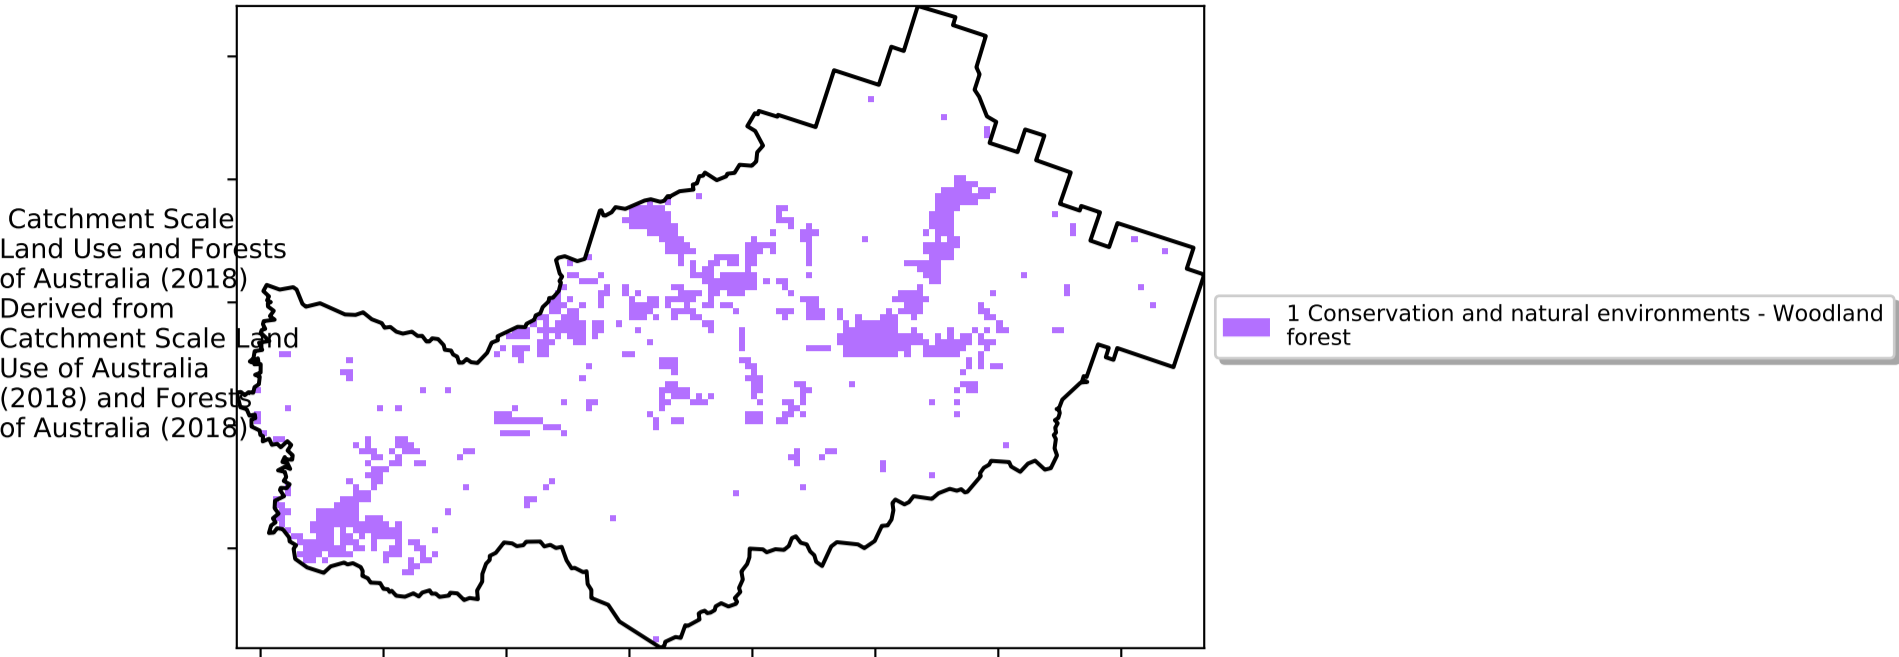 Catchment Scale
Land Use and Forests
of Australia (2018)
Derived from
Catchment Scale Land
Use of Australia
(2018) and Forests
of Australia (2018)
1 Conservation and natural environments - Woodland
forest